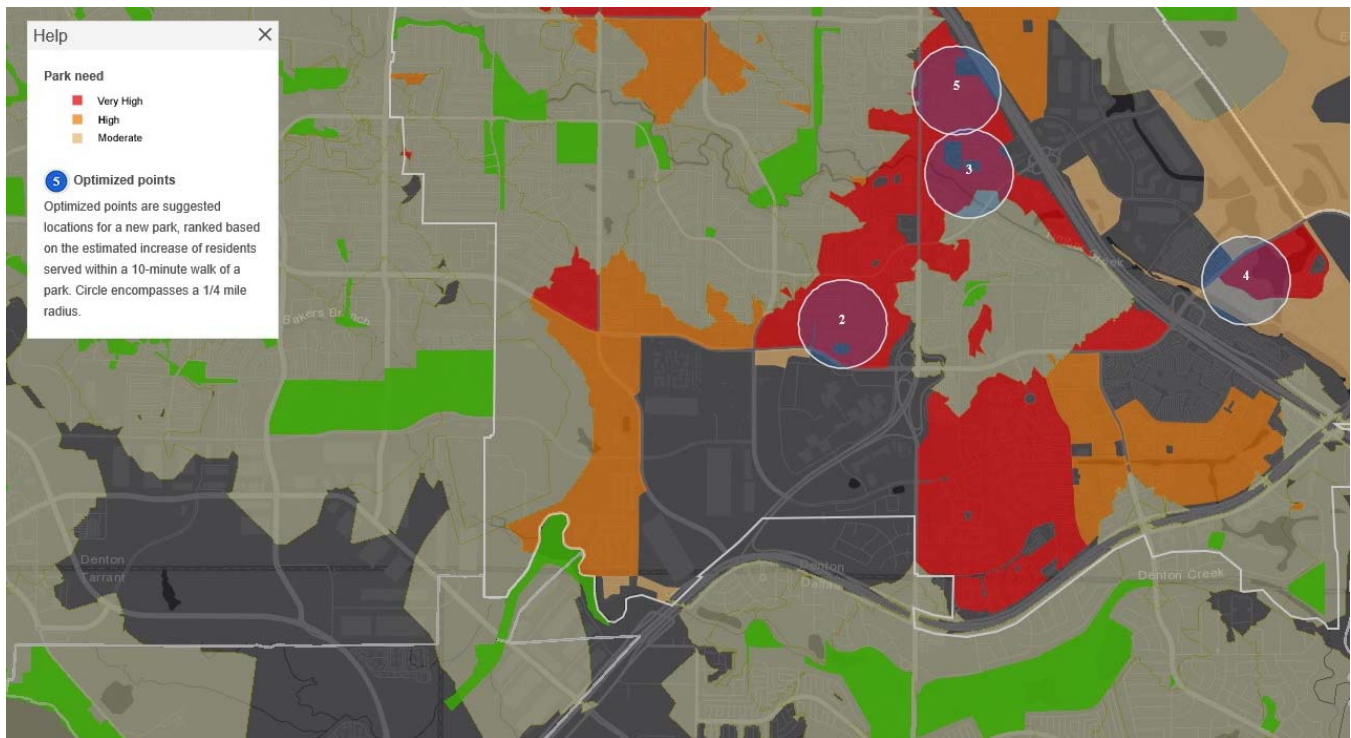 Help
Park need
Very High
High
Moderate
5 Optimized points
Optimized points are suggested
locations for a new park, ranked based
on the estimated increase of residents
served within a 10-minute walk of a
park. Circle encompasses a 1/4 mile
radius.
5
3
4
2
Bakers Branch
Denton
Tarrant
Denton
Dallas
Denton Creek